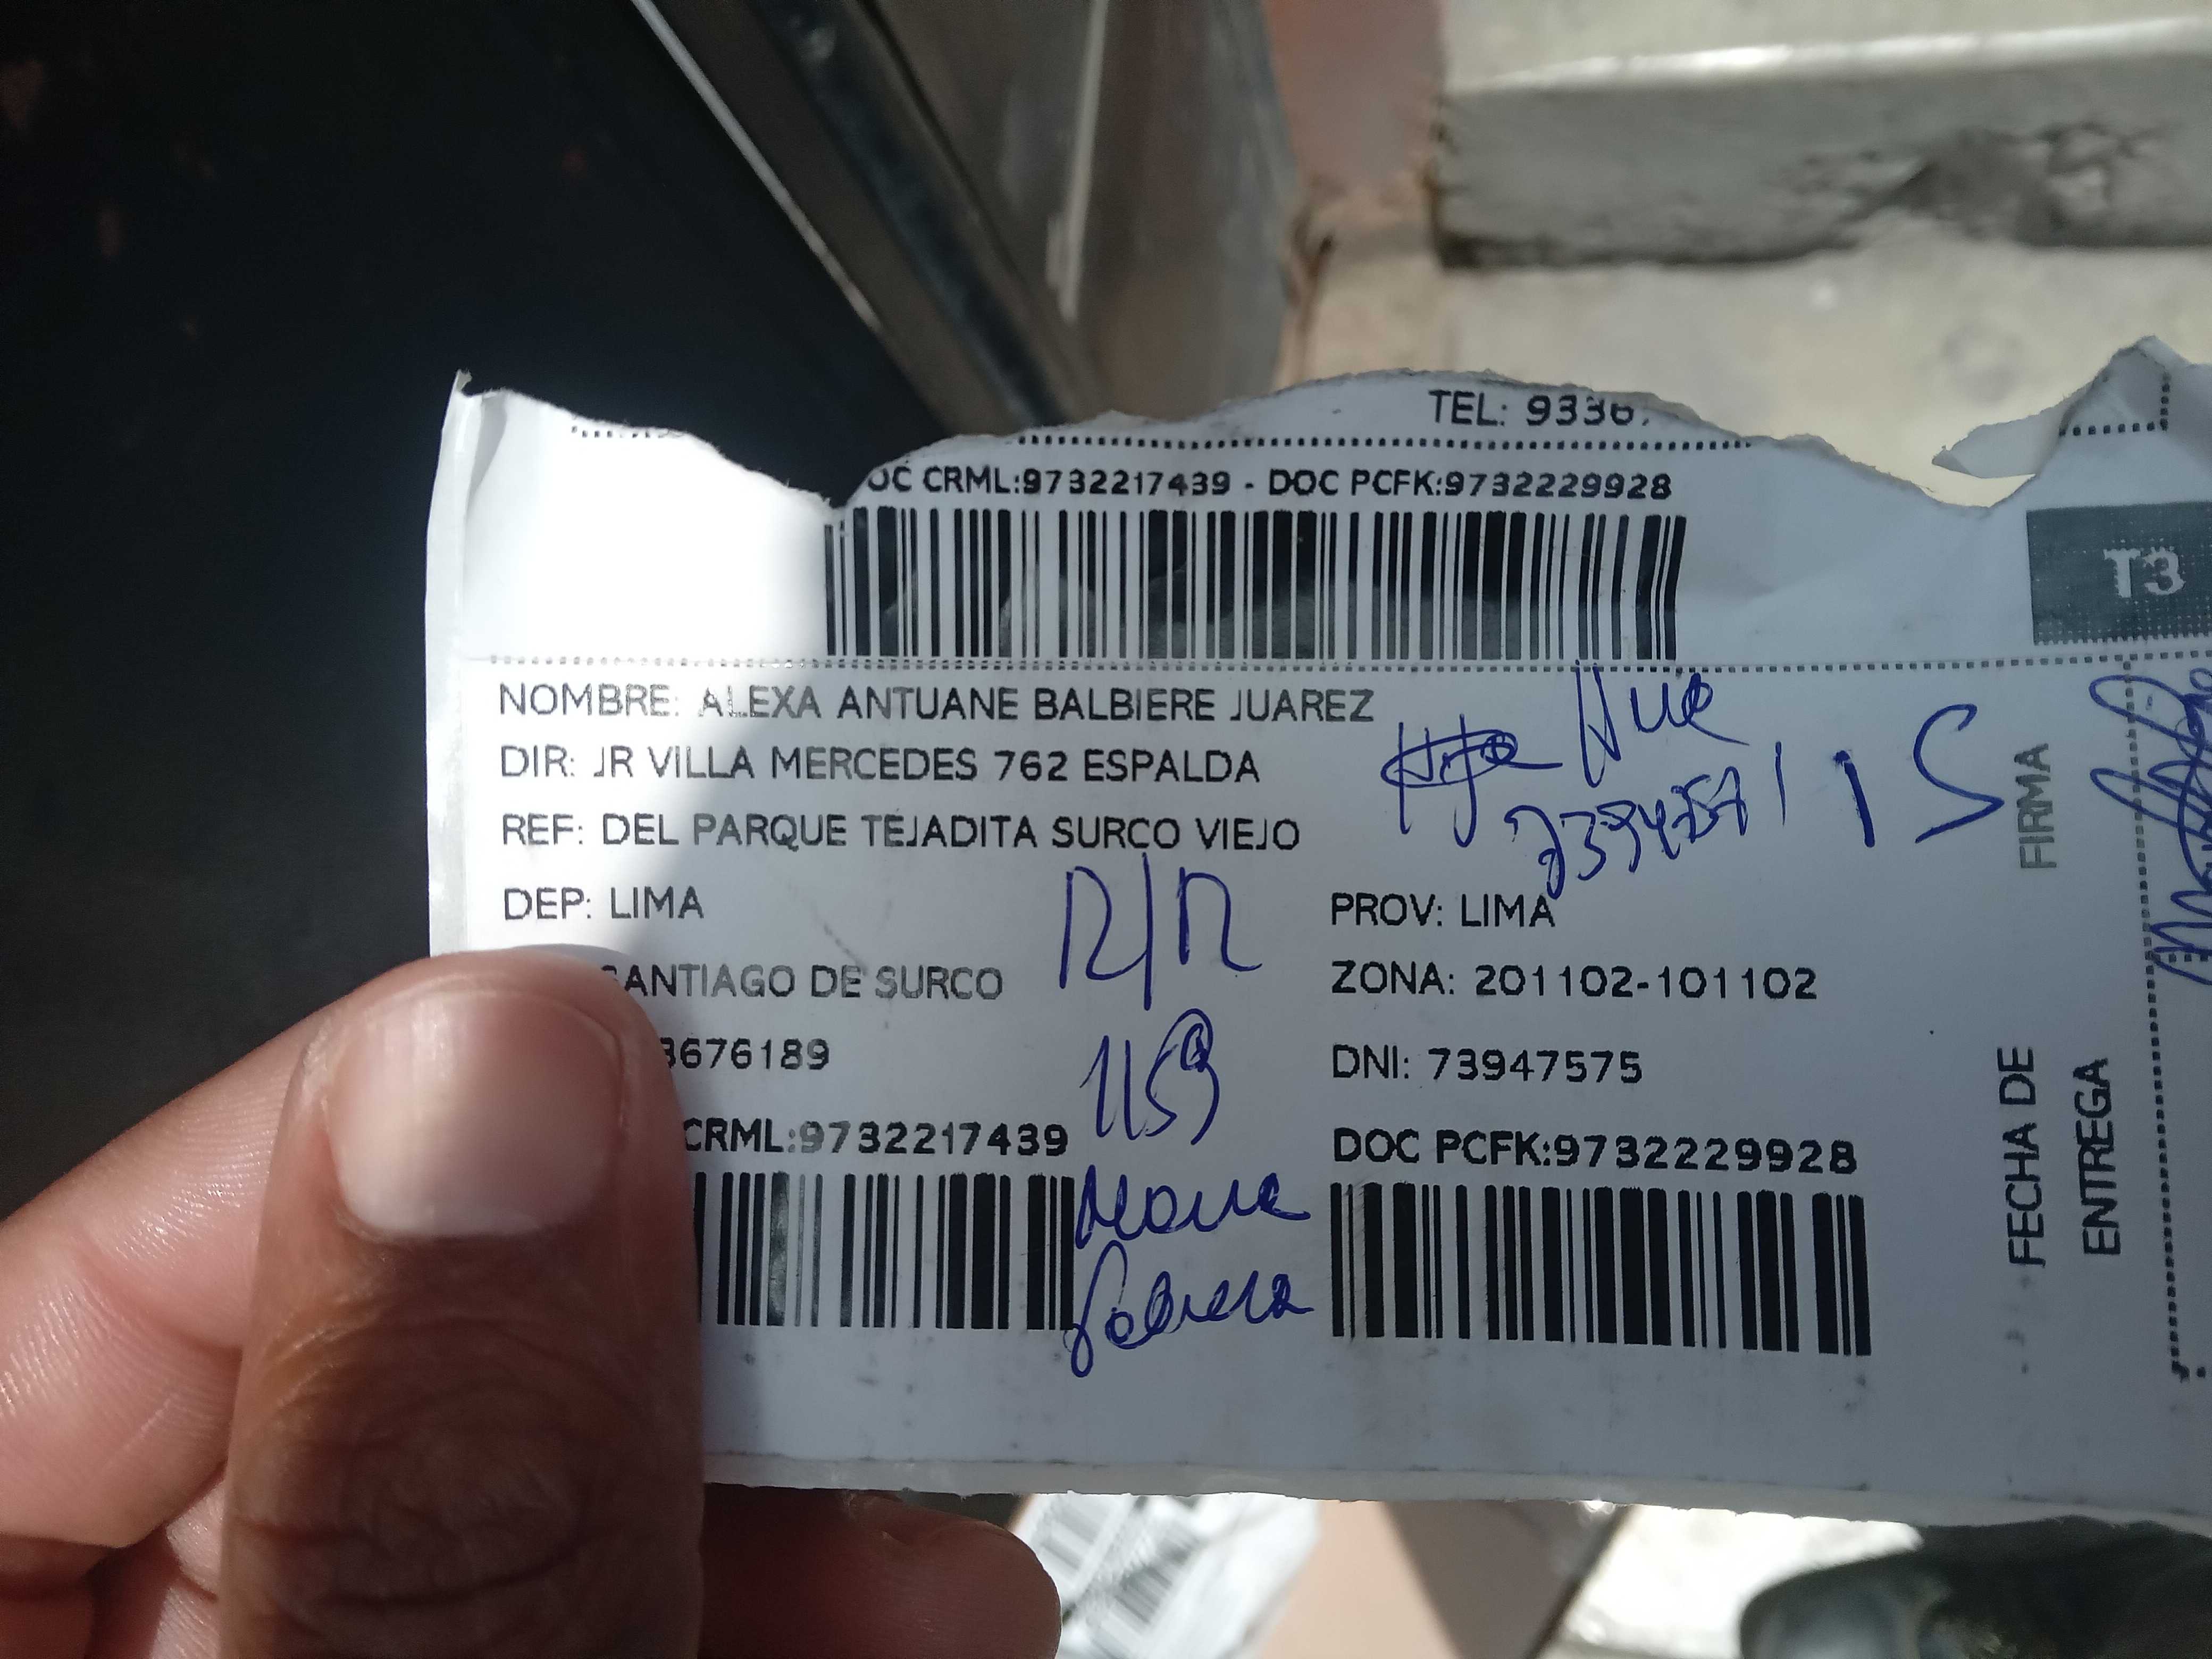 TEL: 9336
OC CRML:9732217439 - DOC PCFK:9732229928
T3
NOMBRE: ALEXA ANTUANE BALBIERE JUAREZ
DIR: JR VILLA MERCEDES 762 ESPALDA
REF: DEL PARQUE TEJADITA SURCO VIEJO
DEP: LIMA
PROV: LIMA
SANTIAGO DE SURCO
ZONA: 201102-101102
3676189
DNI: 73947575
CRML:9732217439
DOC PCFK:9732229928
FIRMA
FECHA DE
ENTREGA